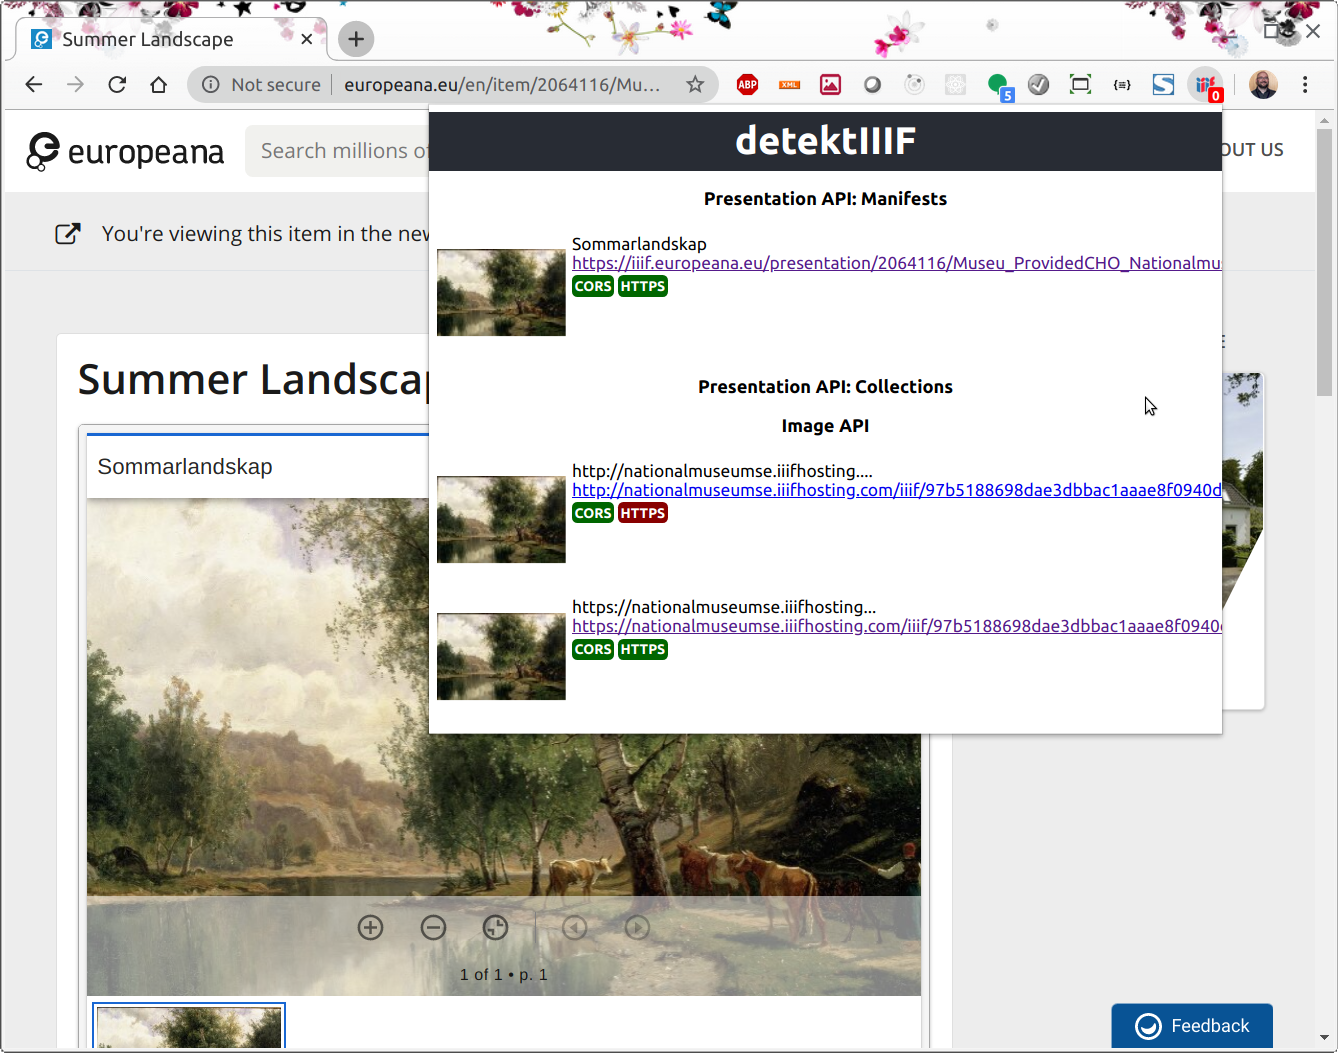 Summer Landscape
Not secure europeana.eu/en/item/2064116/Mu...
ABP
XML
5
0
europeana
Search millions of
OUT US
You're viewing this item in the new
Summer Landscap
Sommarlandskap
detektIIIF
Presentation API: Manifests
Sommarlandskap
https://iiif.europeana.eu/presentation/2064116/Museu_ProvidedCHO_Nationalmus
CORS HTTPS
Presentation API: Collections
Image API
http://nationalmuseumse.iiifhosting....
http://nationalmuseumse.iiifhosting.com/iiif/97b5188698dae3dbbac1aaae8f0940d
CORS HTTPS
https://nationalmuseumse.iiifhosting...
https://nationalmuseumse.iiifhosting.com/iiif/97b5188698dae3dbbac1aaae8f0940
CORS HTTPS
1 of 1 • p. 1
Feedback